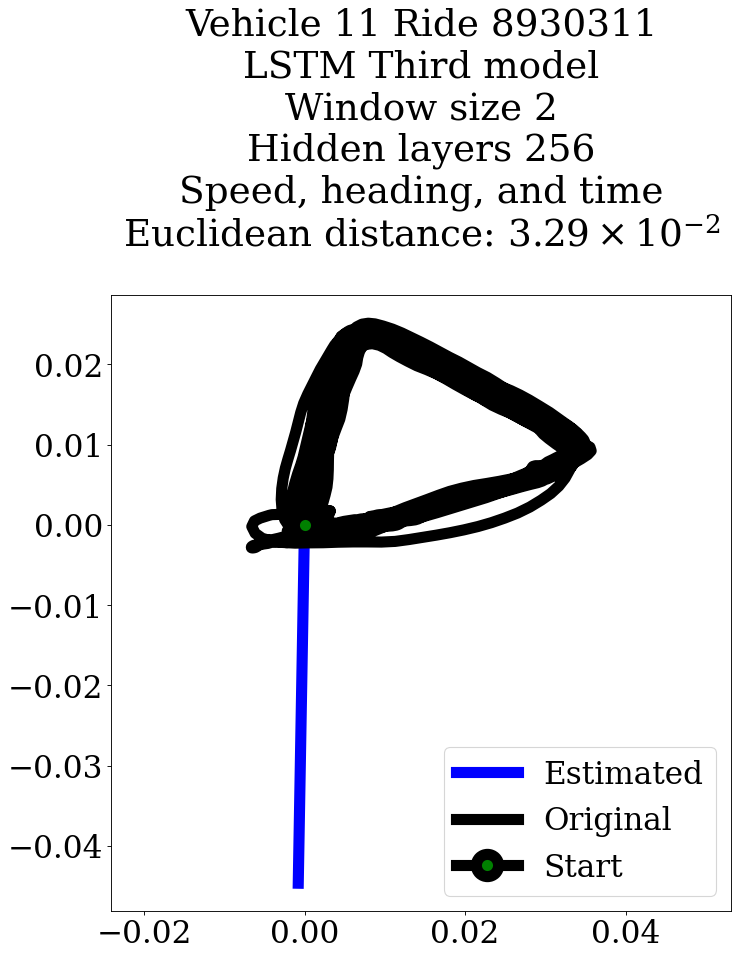 Vehicle 11 Ride 8930311
LSTM Third model
Window size 2
Hidden layers 256
Speed, heading, and time
Euclidean distance: 3.29 × 10⁻²
0.02
0.01
0.00
−0.01
−0.02
−0.03
−0.04
Estimated
Original
Start
−0.02 0.00 0.02 0.04